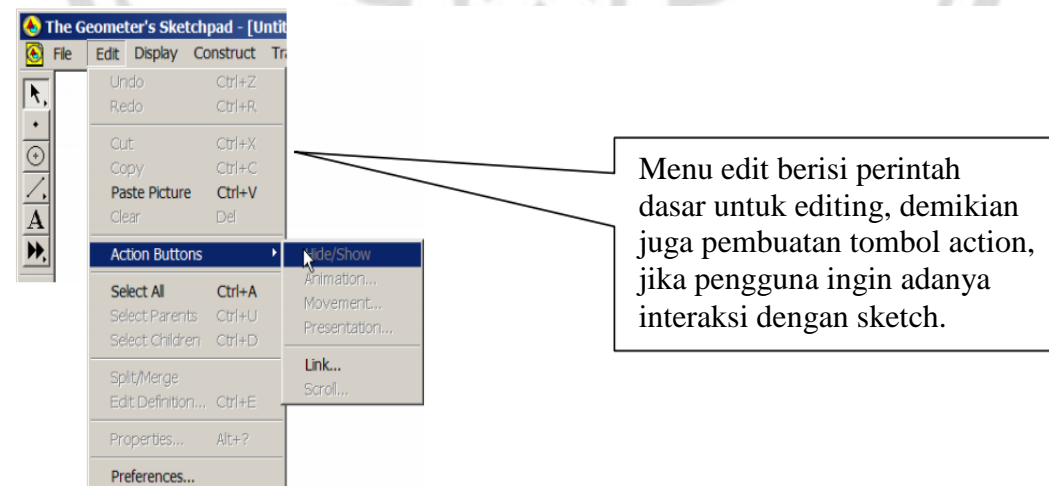 The Geometer's Sketchpad - [Untit
File Edit Display Construct Tra
Undo Ctrl+Z
Redo Ctrl+R
Cut Ctrl+X
Copy Ctrl+C
Paste Picture Ctrl+V
Clear Del
Action Buttons
Hide/Show
Animation...
Movement...
Presentation...
Link...
Scroll...
Select All Ctrl+A
Select Parents Ctrl+U
Select Children Ctrl+D
Split/Merge
Edit Definition... Ctrl+E
Properties... Alt+?
Preferences...
A
Menu edit berisi perintah
dasar untuk editing, demikian
juga pembuatan tombol action,
jika pengguna ingin adanya
interaksi dengan sketch.